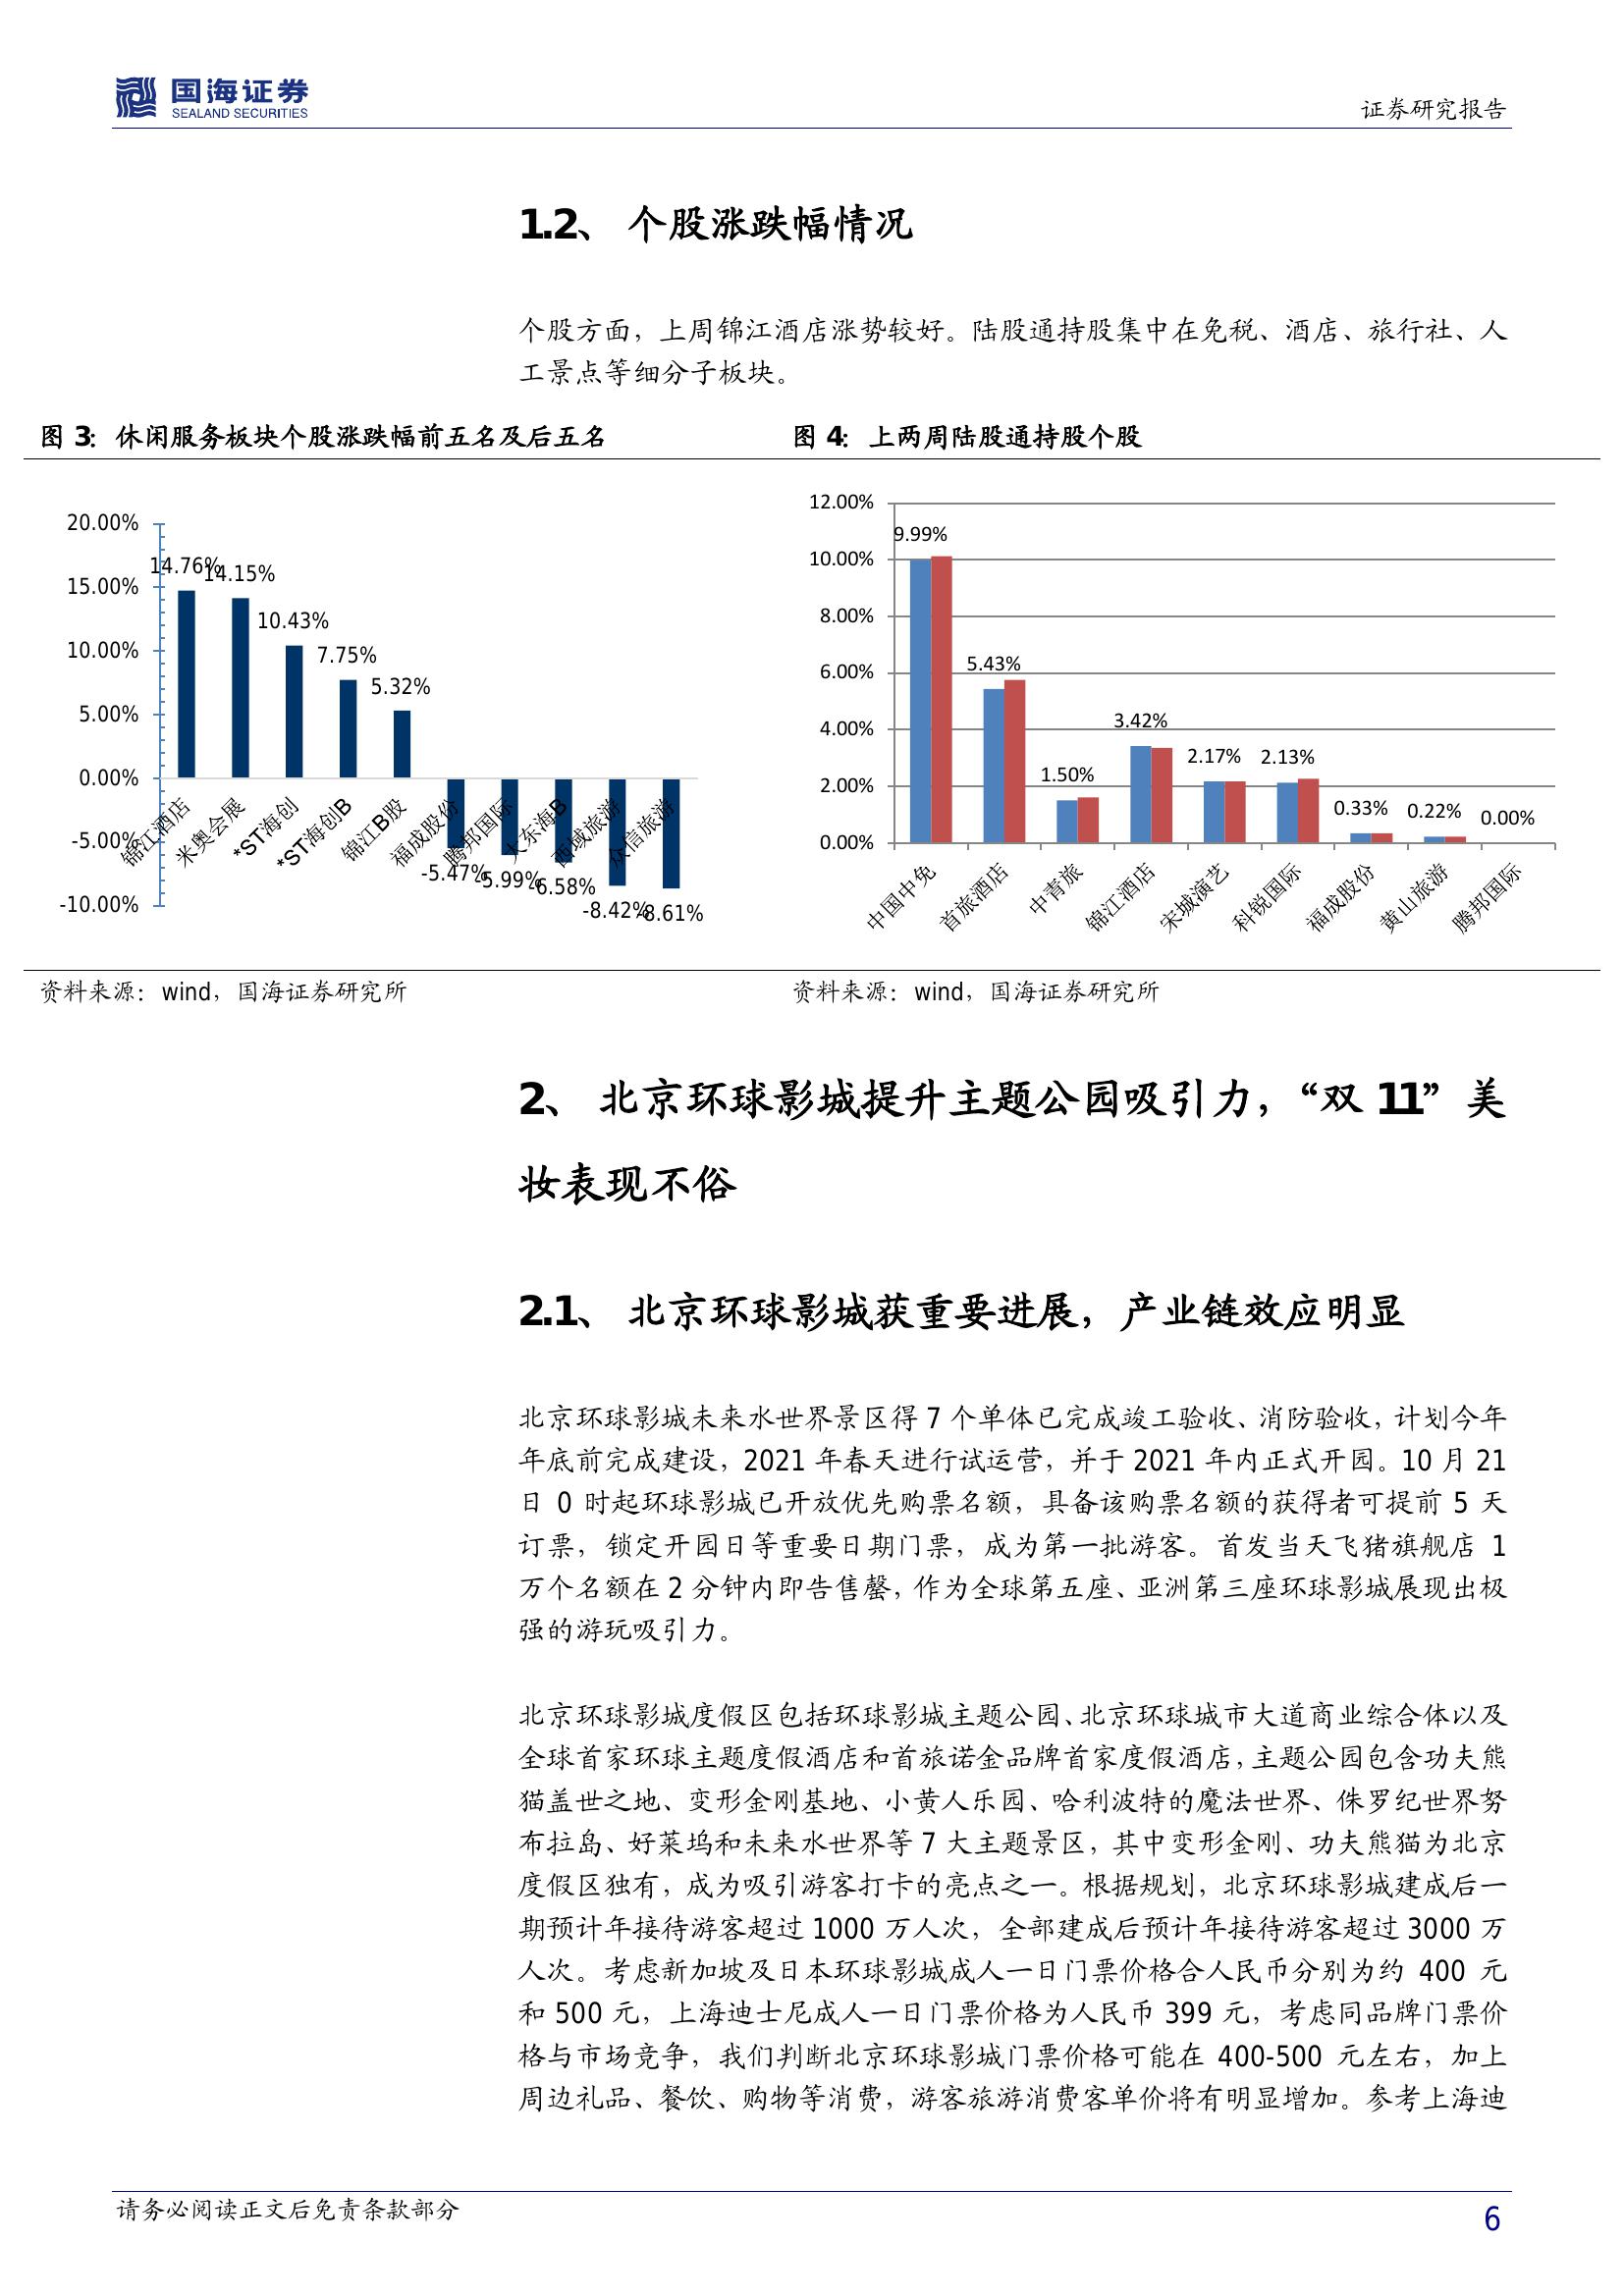 国海证券
SEALAND SECURITIES
证券研究报告
1.2、 个股涨跌幅情况
个股方面，上周锦江酒店涨势较好。陆股通持股集中在免税、酒店、旅行社、人
工景点等细分子板块。
图 3：休闲服务板块个股涨跌幅前五名及后五名
20.00%
15.00%
10.00%
5.00%
0.00%
-5.00%
-10.00%
14.76%
14.15%
10.43%
7.75%
5.32%
-5.47%
-5.99%
-6.58%
-8.42%
-8.61%
锦江酒店
米奥会展
*ST海创
*ST海创B
锦江B股
福成股份
腾邦国际
大东海B
西域旅游
众信旅游
资料来源：wind，国海证券研究所
图 4：上两周陆股通持股个股
12.00%
10.00%
8.00%
6.00%
4.00%
2.00%
0.00%
9.99%
5.43%
1.50%
3.42%
2.17%
2.13%
0.33%
0.22%
0.00%
中国中免
首旅酒店
中青旅
锦江酒店
宋城演艺
科锐国际
福成股份
黄山旅游
腾邦国际
资料来源：wind，国海证券研究所
2、 北京环球影城提升主题公园吸引力，“双 11”美
妆表现不俗
2.1、 北京环球影城获重要进展，产业链效应明显
北京环球影城未来水世界景区得 7 个单体已完成竣工验收、消防验收，计划今年
年底前完成建设，2021 年春天进行试运营，并于 2021 年内正式开园。10 月 21
日 0 时起环球影城已开放优先购票名额，具备该购票名额的获得者可提前 5 天
订票，锁定开园日等重要日期门票，成为第一批游客。首发当天飞猪旗舰店 1
万个名额在 2 分钟内即告售罄，作为全球第五座、亚洲第三座环球影城展现出极
强的游玩吸引力。
北京环球影城度假区包括环球影城主题公园、北京环球城市大道商业综合体以及
全球首家环球主题度假酒店和首旅诺金品牌首家度假酒店，主题公园包含功夫熊
猫盖世之地、变形金刚基地、小黄人乐园、哈利波特的魔法世界、侏罗纪世界努
布拉岛、好莱坞和未来水世界等 7 大主题景区，其中变形金刚、功夫熊猫为北京
度假区独有，成为吸引游客打卡的亮点之一。根据规划，北京环球影城建成后一
期预计年接待游客超过 1000 万人次，全部建成后预计年接待游客超过 3000 万
人次。考虑新加坡及日本环球影城成人一日门票价格合人民币分别为约 400 元
和 500 元，上海迪士尼成人一日门票价格为人民币 399 元，考虑同品牌门票价
格与市场竞争，我们判断北京环球影城门票价格可能在 400-500 元左右，加上
周边礼品、餐饮、购物等消费，游客旅游消费客单价将有明显增加。参考上海迪
请务必阅读正文后免责条款部分
6